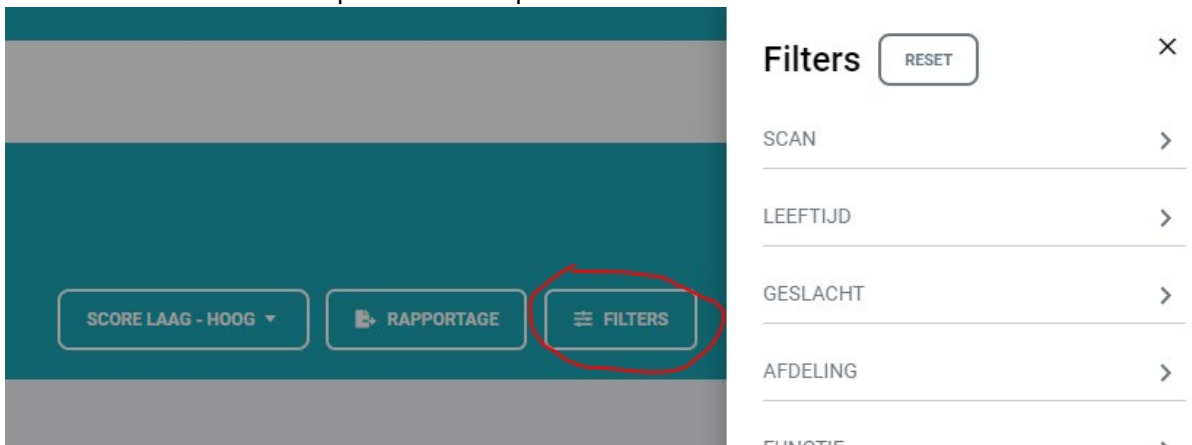 Filters
RESET
SCAN
LEEFTIJD
GESLACHT
AFDELING
SCORE LAAG - HOOG
RAPPORTAGE
FILTERS